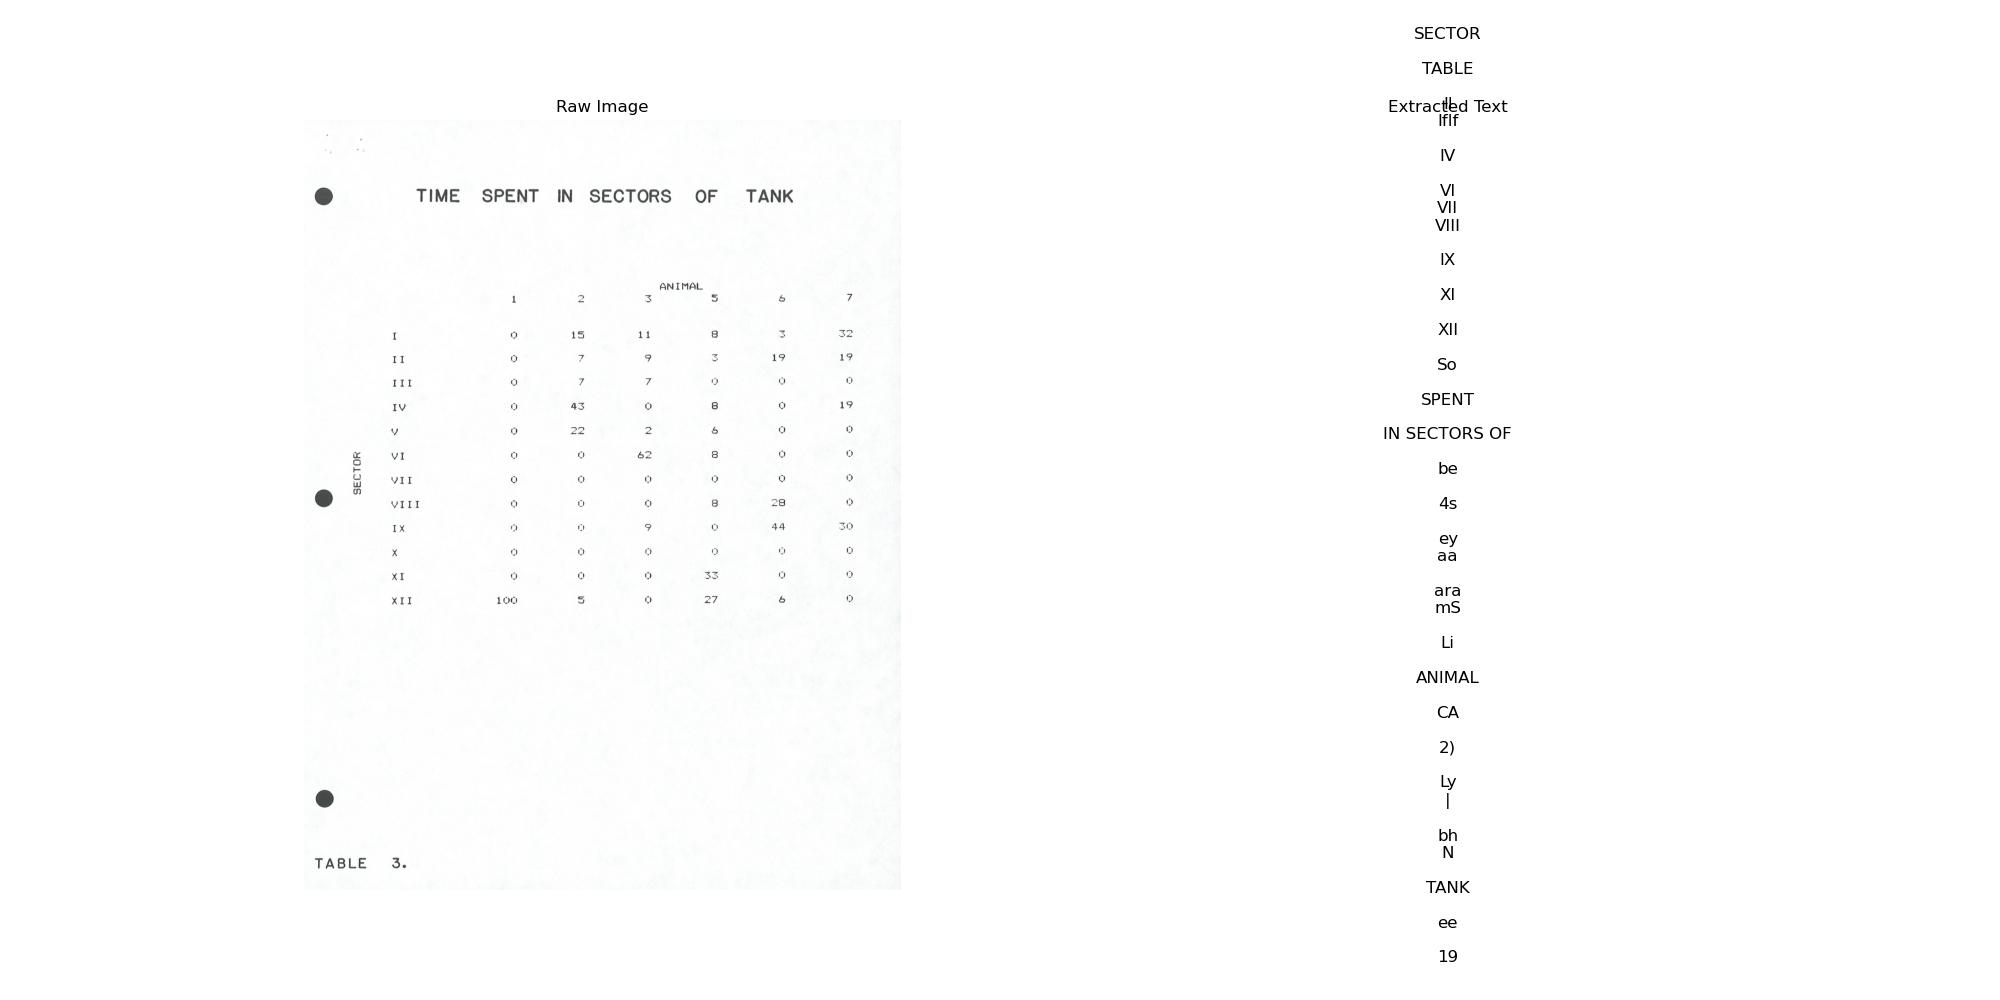 Raw Image
TIME SPENT IN SECTORS OF TANK
ANIMAL
1 2 3 5 6 7
SECTOR
I 0 15 11 8 3 32
II 0 7 9 3 19 19
III 0 7 7 0 0 0
IV 0 43 0 8 0 19
V 0 22 2 6 0 0
VI 0 0 62 8 0 0
VII 0 0 0 0 0 0
VIII 0 0 0 8 28 0
IX 0 0 9 0 44 30
X 0 0 0 0 0 0
XI 0 0 0 33 0 0
XII 100 5 0 27 6 0
TABLE 3.
SECTOR
TABLE
II
Extracted Text
IfIf
IV
VI
VII
VIII
IX
XI
XII
So
SPENT
IN SECTORS OF
be
4s
ey
aa
ara
mS
Li
ANIMAL
CA
2)
Ly
|
bh
N
TANK
ee
19